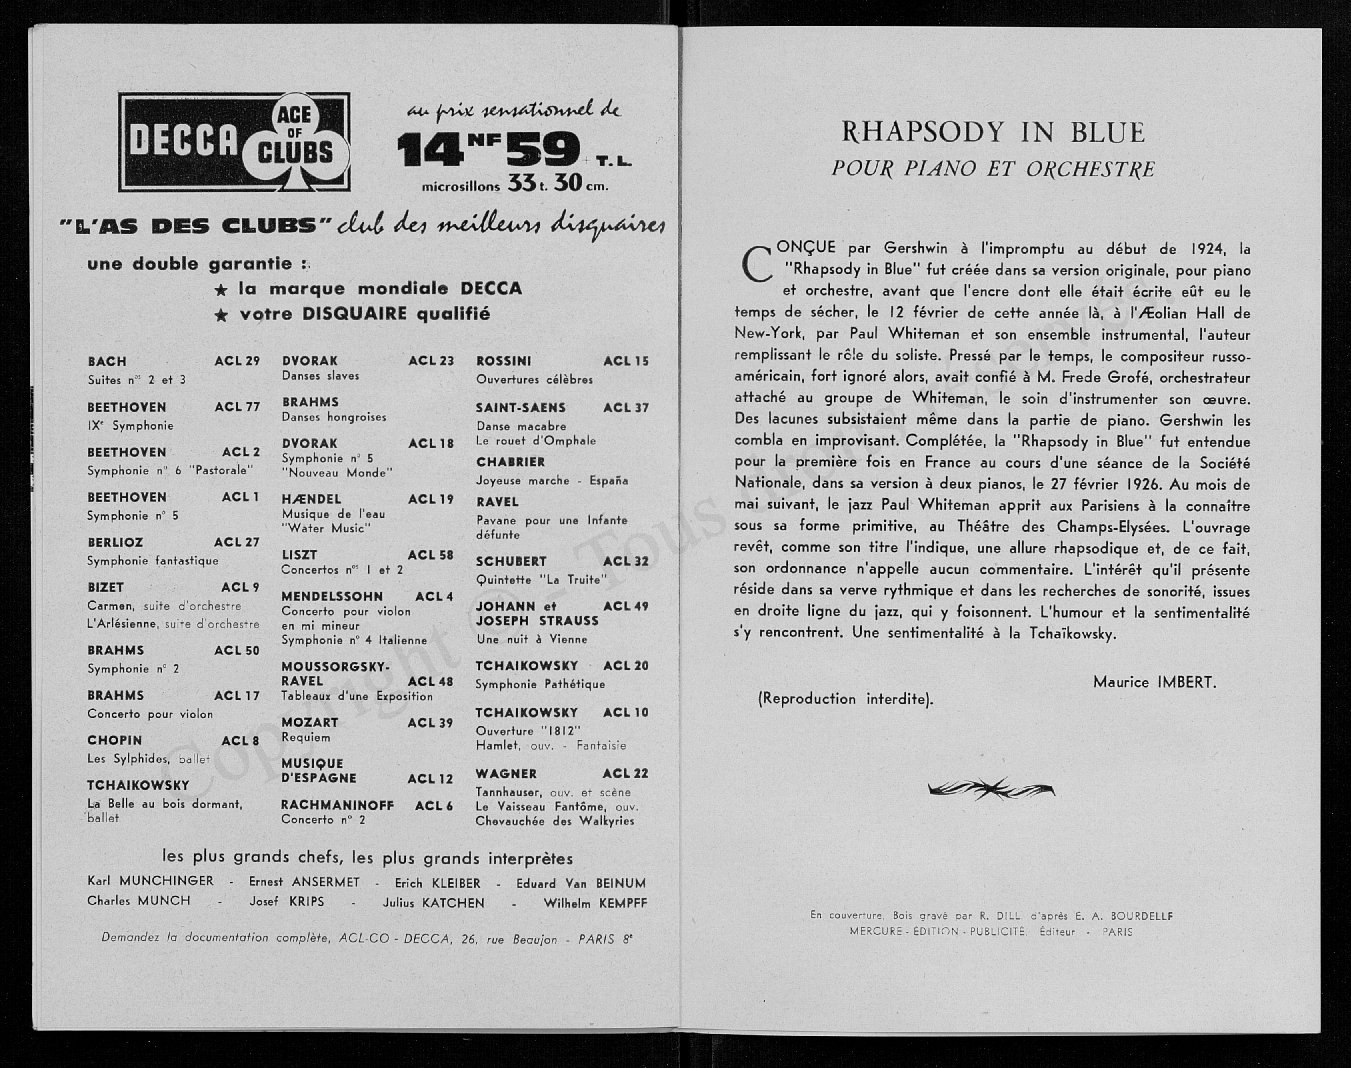 DECCA ACE OF CLUBS
au prix sensationnel de
14 NF 59 + T.L.
microsillons 33 t. 30 cm.
"L'AS DES CLUBS" club des meilleurs disquaires
une double garantie :
★ la marque mondiale DECCA
★ votre DISQUAIRE qualifié
BACH ACL 29
Suites nos 2 et 3
BEETHOVEN ACL 77
IXe Symphonie
BEETHOVEN ACL 2
Symphonie n° 6 "Pastorale"
BEETHOVEN ACL 1
Symphonie n° 5
BERLIOZ ACL 27
Symphonie fantastique
BIZET ACL 9
Carmen, suite d'orchestre
L'Arlésienne, suite d'orchestre
BRAHMS ACL 50
Symphonie n° 2
BRAHMS ACL 17
Concerto pour violon
CHOPIN ACL 8
Les Sylphides, ballet
TCHAIKOWSKY
La Belle au bois dormant,
ballet
DVORAK ACL 23
Danses slaves
BRAHMS
Danses hongroises
DVORAK ACL 18
Symphonie n° 5
"Nouveau Monde"
HÆNDEL ACL 19
Musique de l'eau
"Water Music"
LISZT ACL 58
Concertos nos 1 et 2
MENDELSSOHN ACL 4
Concerto pour violon
en mi mineur
Symphonie n° 4 Italienne
MOUSSORGSKY-
RAVEL ACL 48
Tableaux d'une Exposition
MOZART ACL 39
Requiem
MUSIQUE
D'ESPAGNE ACL 12
RACHMANINOFF ACL 6
Concerto n° 2
ROSSINI ACL 15
Ouvertures célèbres
SAINT-SAENS ACL 37
Danse macabre
Le rouet d'Omphale
CHABRIER
Joyeuse marche - España
RAVEL
Pavane pour une Infante
défunte
SCHUBERT ACL 32
Quintette "La Truite"
JOHANN et ACL 49
JOSEPH STRAUSS
Une nuit à Vienne
TCHAIKOWSKY ACL 20
Symphonie Pathétique
TCHAIKOWSKY ACL 10
Ouverture "1812"
Hamlet, ouv. - Fantaisie
WAGNER ACL 22
Tannhauser, ouv. et scène
Le Vaisseau Fantôme, ouv.
Chevauchée des Walkyries
les plus grands chefs, les plus grands interprètes
Karl MUNCHINGER - Ernest ANSERMET - Erich KLEIBER - Eduard Van BEINUM
Charles MUNCH - Josef KRIPS - Julius KATCHEN - Wilhelm KEMPFF
Demandez la documentation complète, ACL-CO - DECCA, 26, rue Beaujon - PARIS 8e
RHAPSODY IN BLUE
POUR PIANO ET ORCHESTRE
CONÇUE par Gershwin à l'impromptu au début de 1924, la
"Rhapsody in Blue" fut créée dans sa version originale, pour piano
et orchestre, avant que l'encre dont elle était écrite eût eu le
temps de sécher, le 12 février de cette année là, à l'Æolian Hall de
New-York, par Paul Whiteman et son ensemble instrumental, l'auteur
remplissant le rôle du soliste. Pressé par le temps, le compositeur russo-
américain, fort ignoré alors, avait confié à M. Frede Grofé, orchestrateur
attaché au groupe de Whiteman, le soin d'instrumenter son œuvre.
Des lacunes subsistaient même dans la partie de piano. Gershwin les
combla en improvisant. Complétée, la "Rhapsody in Blue" fut entendue
pour la première fois en France au cours d'une séance de la Société
Nationale, dans sa version à deux pianos, le 27 février 1926. Au mois de
mai suivant, le jazz Paul Whiteman apprit aux Parisiens à la connaître
sous sa forme primitive, au Théâtre des Champs-Elysées. L'ouvrage
revêt, comme son titre l'indique, une allure rhapsodique et, de ce fait,
son ordonnance n'appelle aucun commentaire. L'intérêt qu'il présente
réside dans sa verve rythmique et dans les recherches de sonorité, issues
en droite ligne du jazz, qui y foisonnent. L'humour et la sentimentalité
s'y rencontrent. Une sentimentalité à la Tchaïkowsky.
Maurice IMBERT.
(Reproduction interdite).
En couverture, Bois gravé par R. DILL d'après E. A. BOURDELLE
MERCURE - ÉDITION - PUBLICITÉ, Éditeur - PARIS
Copyright © - Tous droits réservés